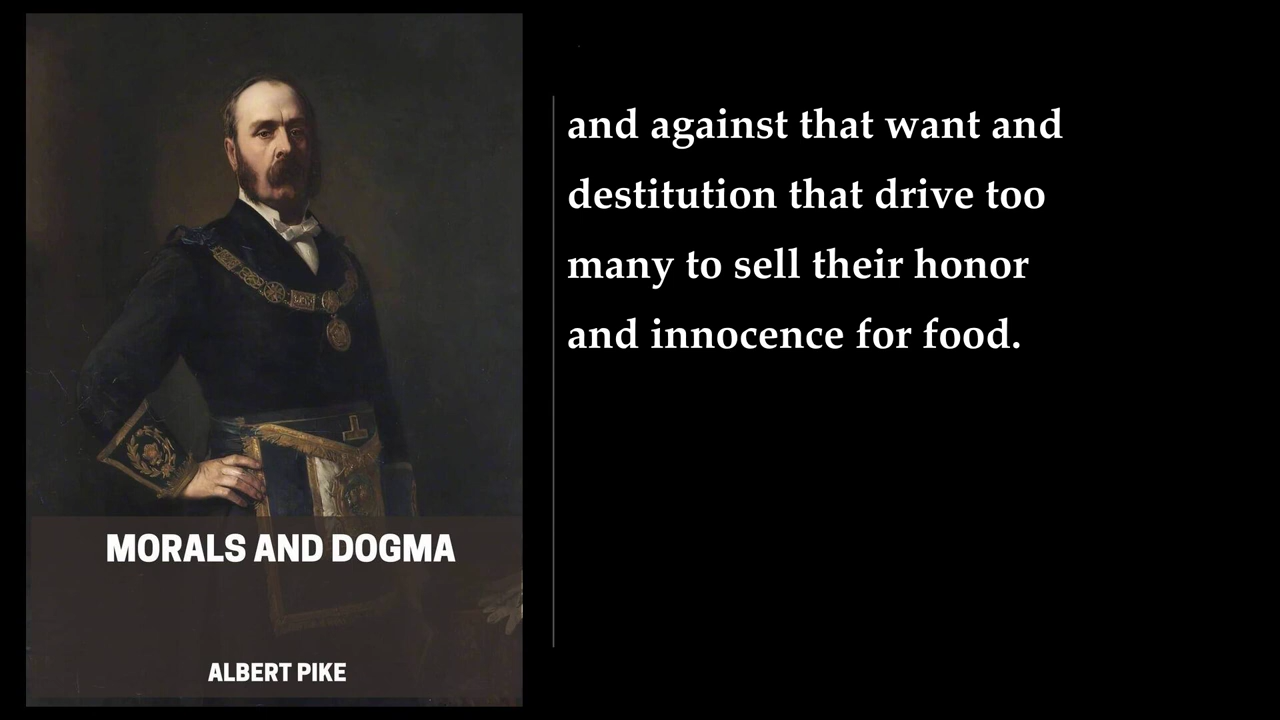 MORALS AND DOGMA
ALBERT PIKE
and against that want and
destitution that drive too
many to sell their honor
and innocence for food.